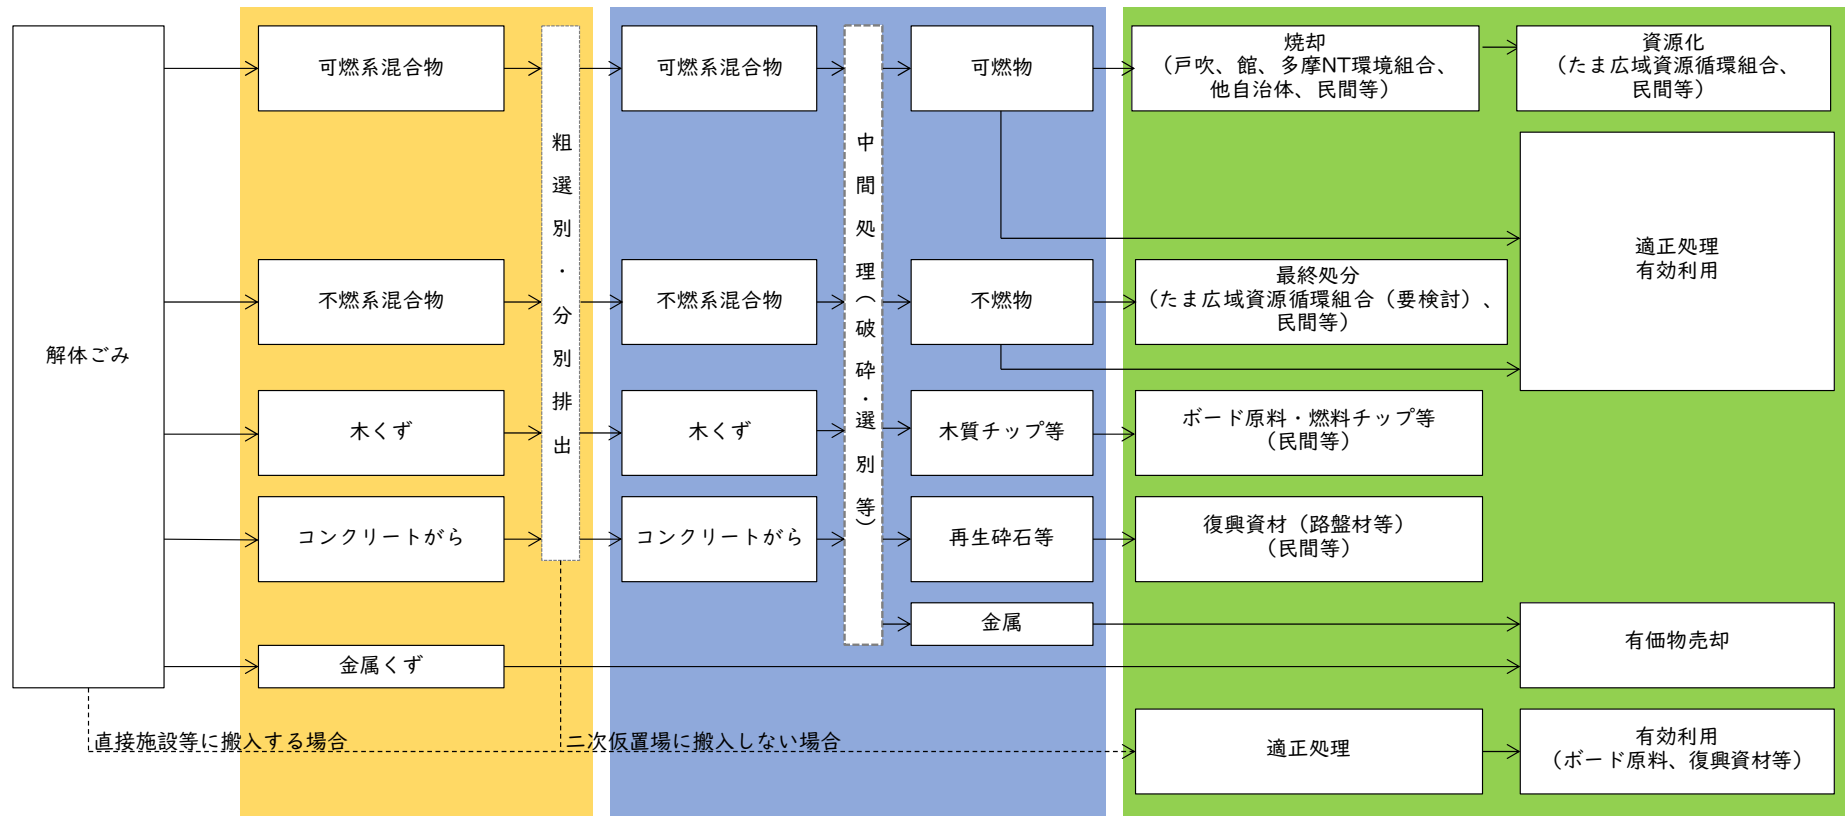 解体ごみ
可燃系混合物
不燃系混合物
木くず
コンクリートがら
金属くず
粗選別・分別排出
可燃系混合物
不燃系混合物
木くず
コンクリートがら
中間処理(破砕・選別等)
可燃物
不燃物
木質チップ等
再生砕石等
金属
焼却
(戸吹、館、多摩NT環境組合、
他自治体、民間等)
資源化
(たま広域資源循環組合、
民間等)
適正処理
有効利用
最終処分
(たま広域資源循環組合(要検討)、
民間等)
ボード原料・燃料チップ等
(民間等)
復興資材(路盤材等)
(民間等)
有価物売却
直接施設等に搬入する場合
二次仮置場に搬入しない場合
適正処理
有効利用
(ボード原料、復興資材等)